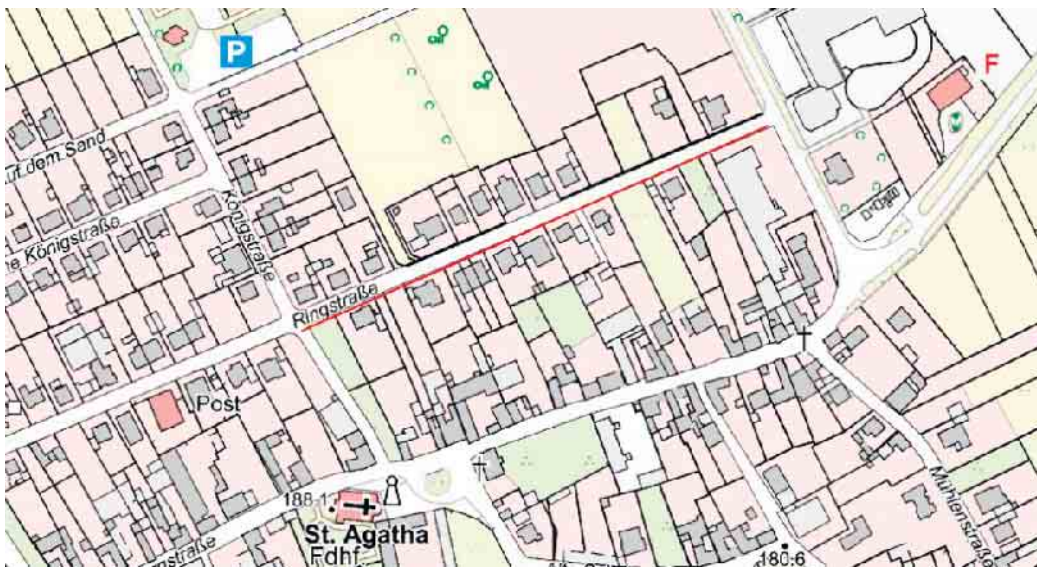 P
F
uf dem Sand
Königstraße
e Königstraße
Ringstraße
Post
188.1
St. Agatha
Fdhf
nstraße
Mühlenstraße
180.6